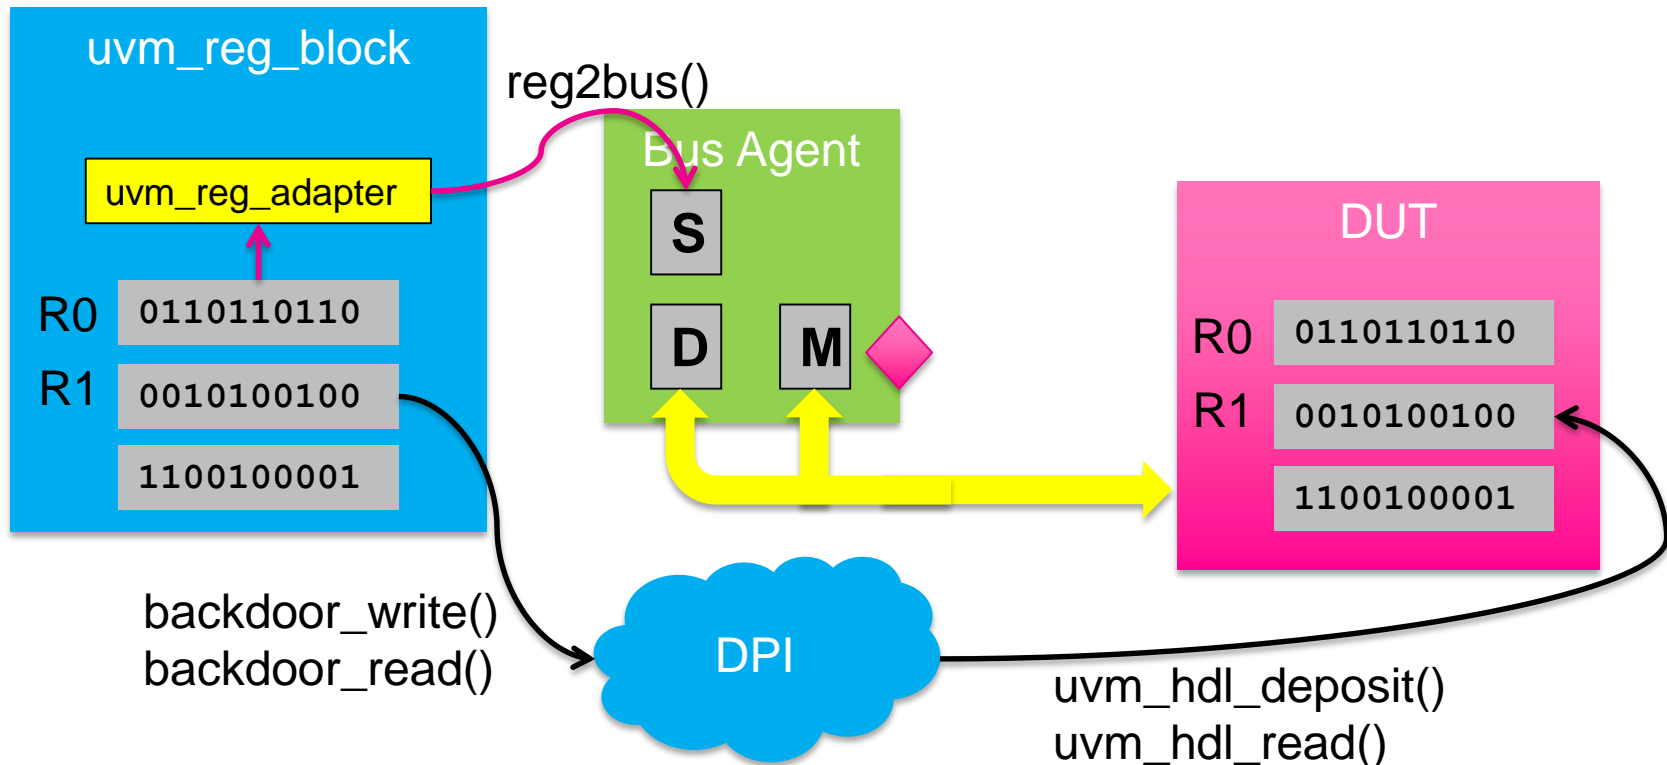 uvm_reg_block
reg2bus()
Bus Agent
uvm_reg_adapter
S
DUT
R0 0110110110
D M
R0 0110110110
R1 0010100100
R1 0010100100
1100100001
1100100001
backdoor_write()
backdoor_read()
DPI
uvm_hdl_deposit()
uvm_hdl_read()